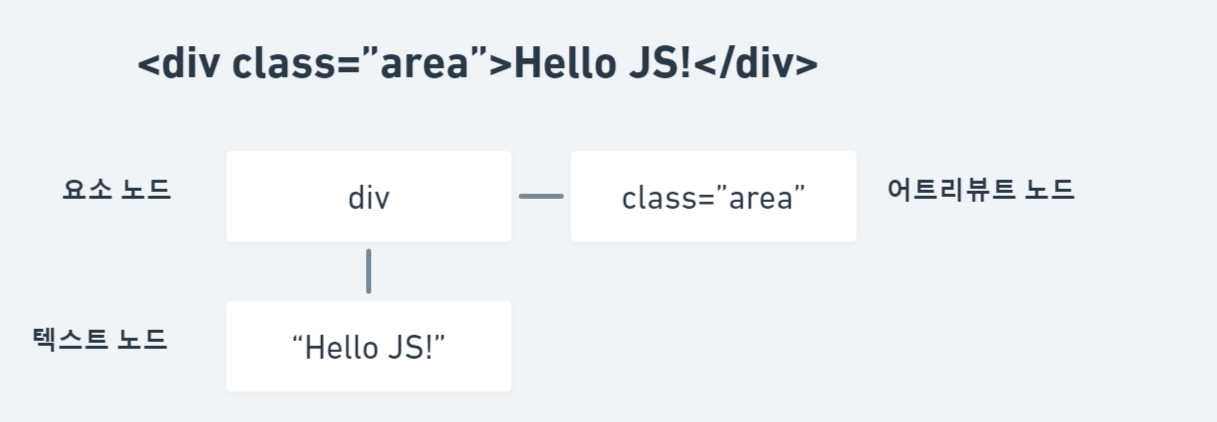 <div class=”area”>Hello JS!</div>
요소 노드 div class=”area” 어트리뷰트 노드
텍스트 노드 “Hello JS!”